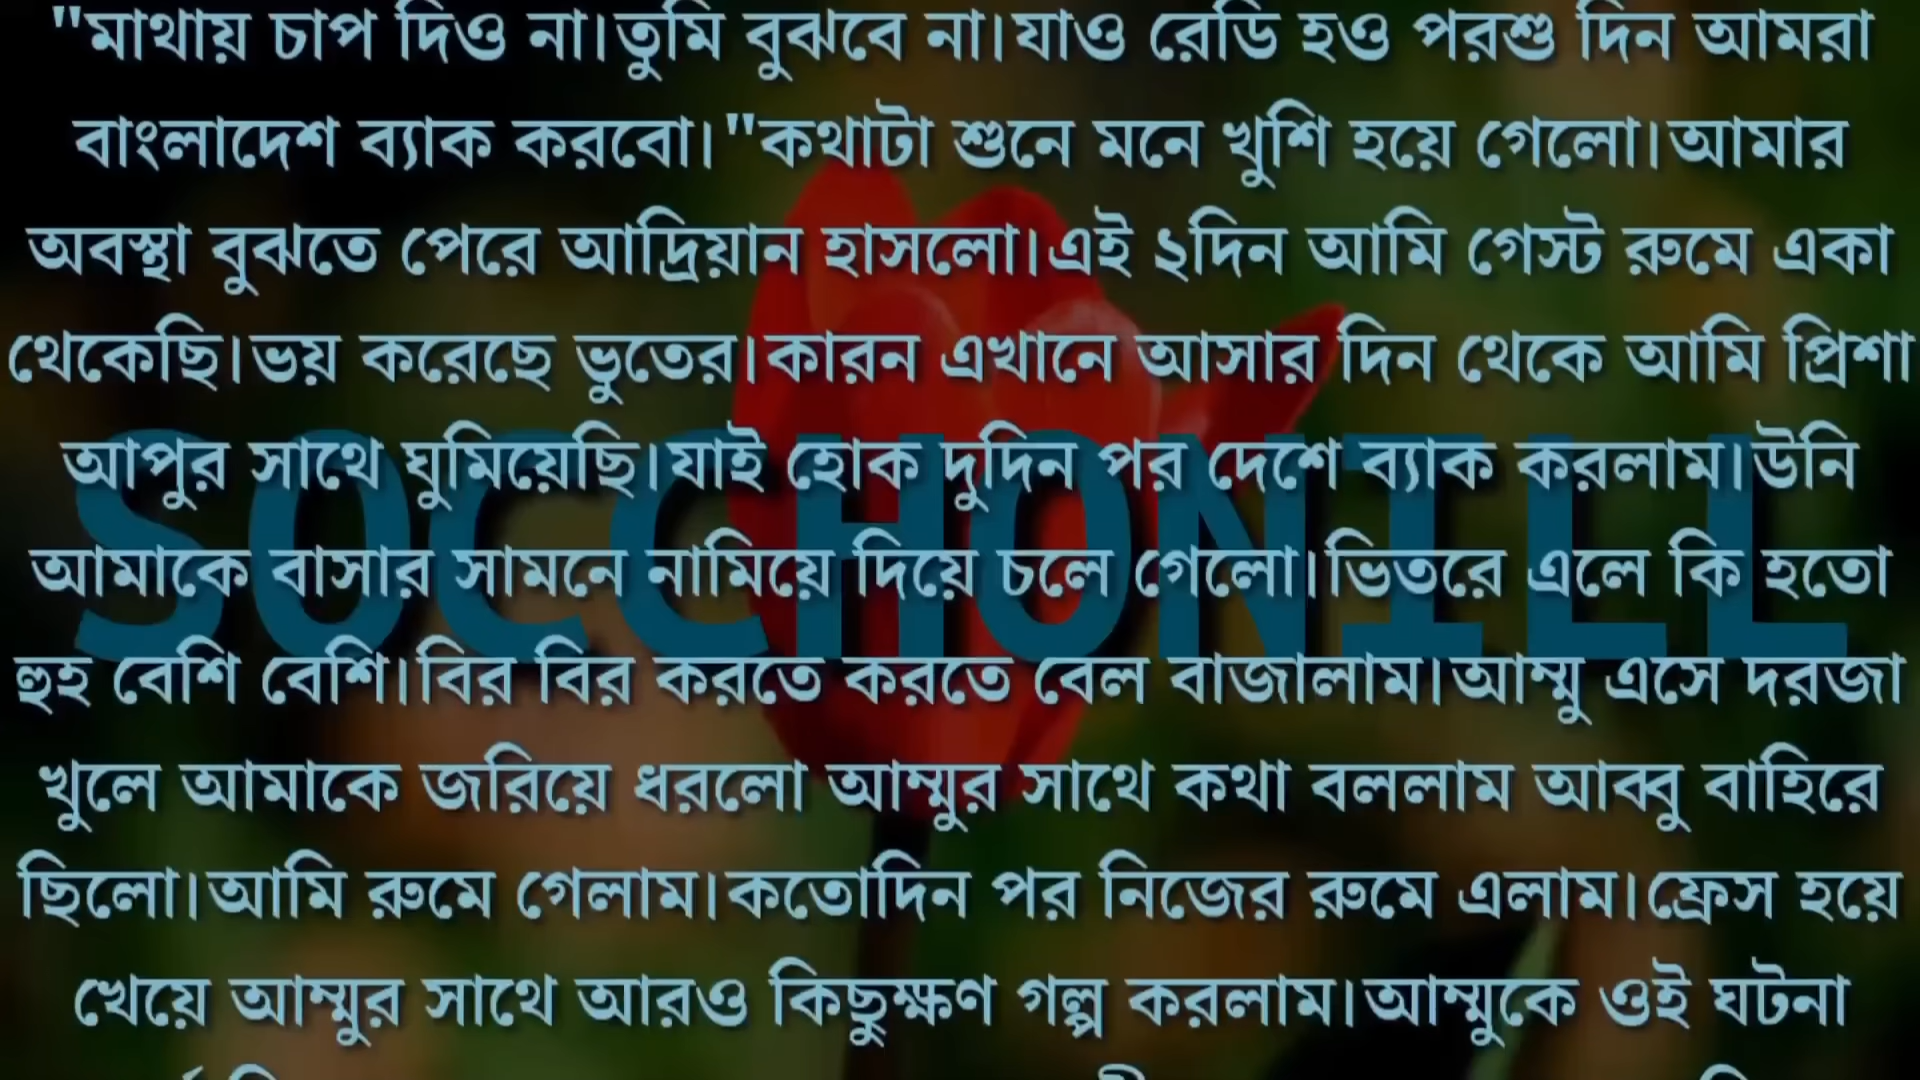 "মাথায় চাপ দিও না।তুমি বুঝবে না।যাও রেডি হও পরশু দিন আমরা
বাংলাদেশ ব্যাক করবো।"কথাটা শুনে মনে খুশি হয়ে গেলো।আমার
অবস্থা বুঝতে পেরে আদ্রিয়ান হাসলো।এই ২দিন আমি গেস্ট রুমে একা
থেকেছি।ভয় করেছে ভুতের।কারন এখানে আসার দিন থেকে আমি প্রিশা
আপুর সাথে ঘুমিয়েছি।যাই হোক দুদিন পর দেশে ব্যাক করলাম।উনি
SOCCHONILL
আমাকে বাসার সামনে নামিয়ে দিয়ে চলে গেলো।ভিতরে এলে কি হতো
হুহ বেশি বেশি।বির বির করতে করতে বেল বাজালাম।আম্মু এসে দরজা
খুলে আমাকে জরিয়ে ধরলো আম্মুর সাথে কথা বললাম আব্বু বাহিরে
ছিলো।আমি রুমে গেলাম।কতোদিন পর নিজের রুমে এলাম।ফ্রেস হয়ে
খেয়ে আম্মুর সাথে আরও কিছুক্ষণ গল্প করলাম।আম্মুকে ওই ঘটনা